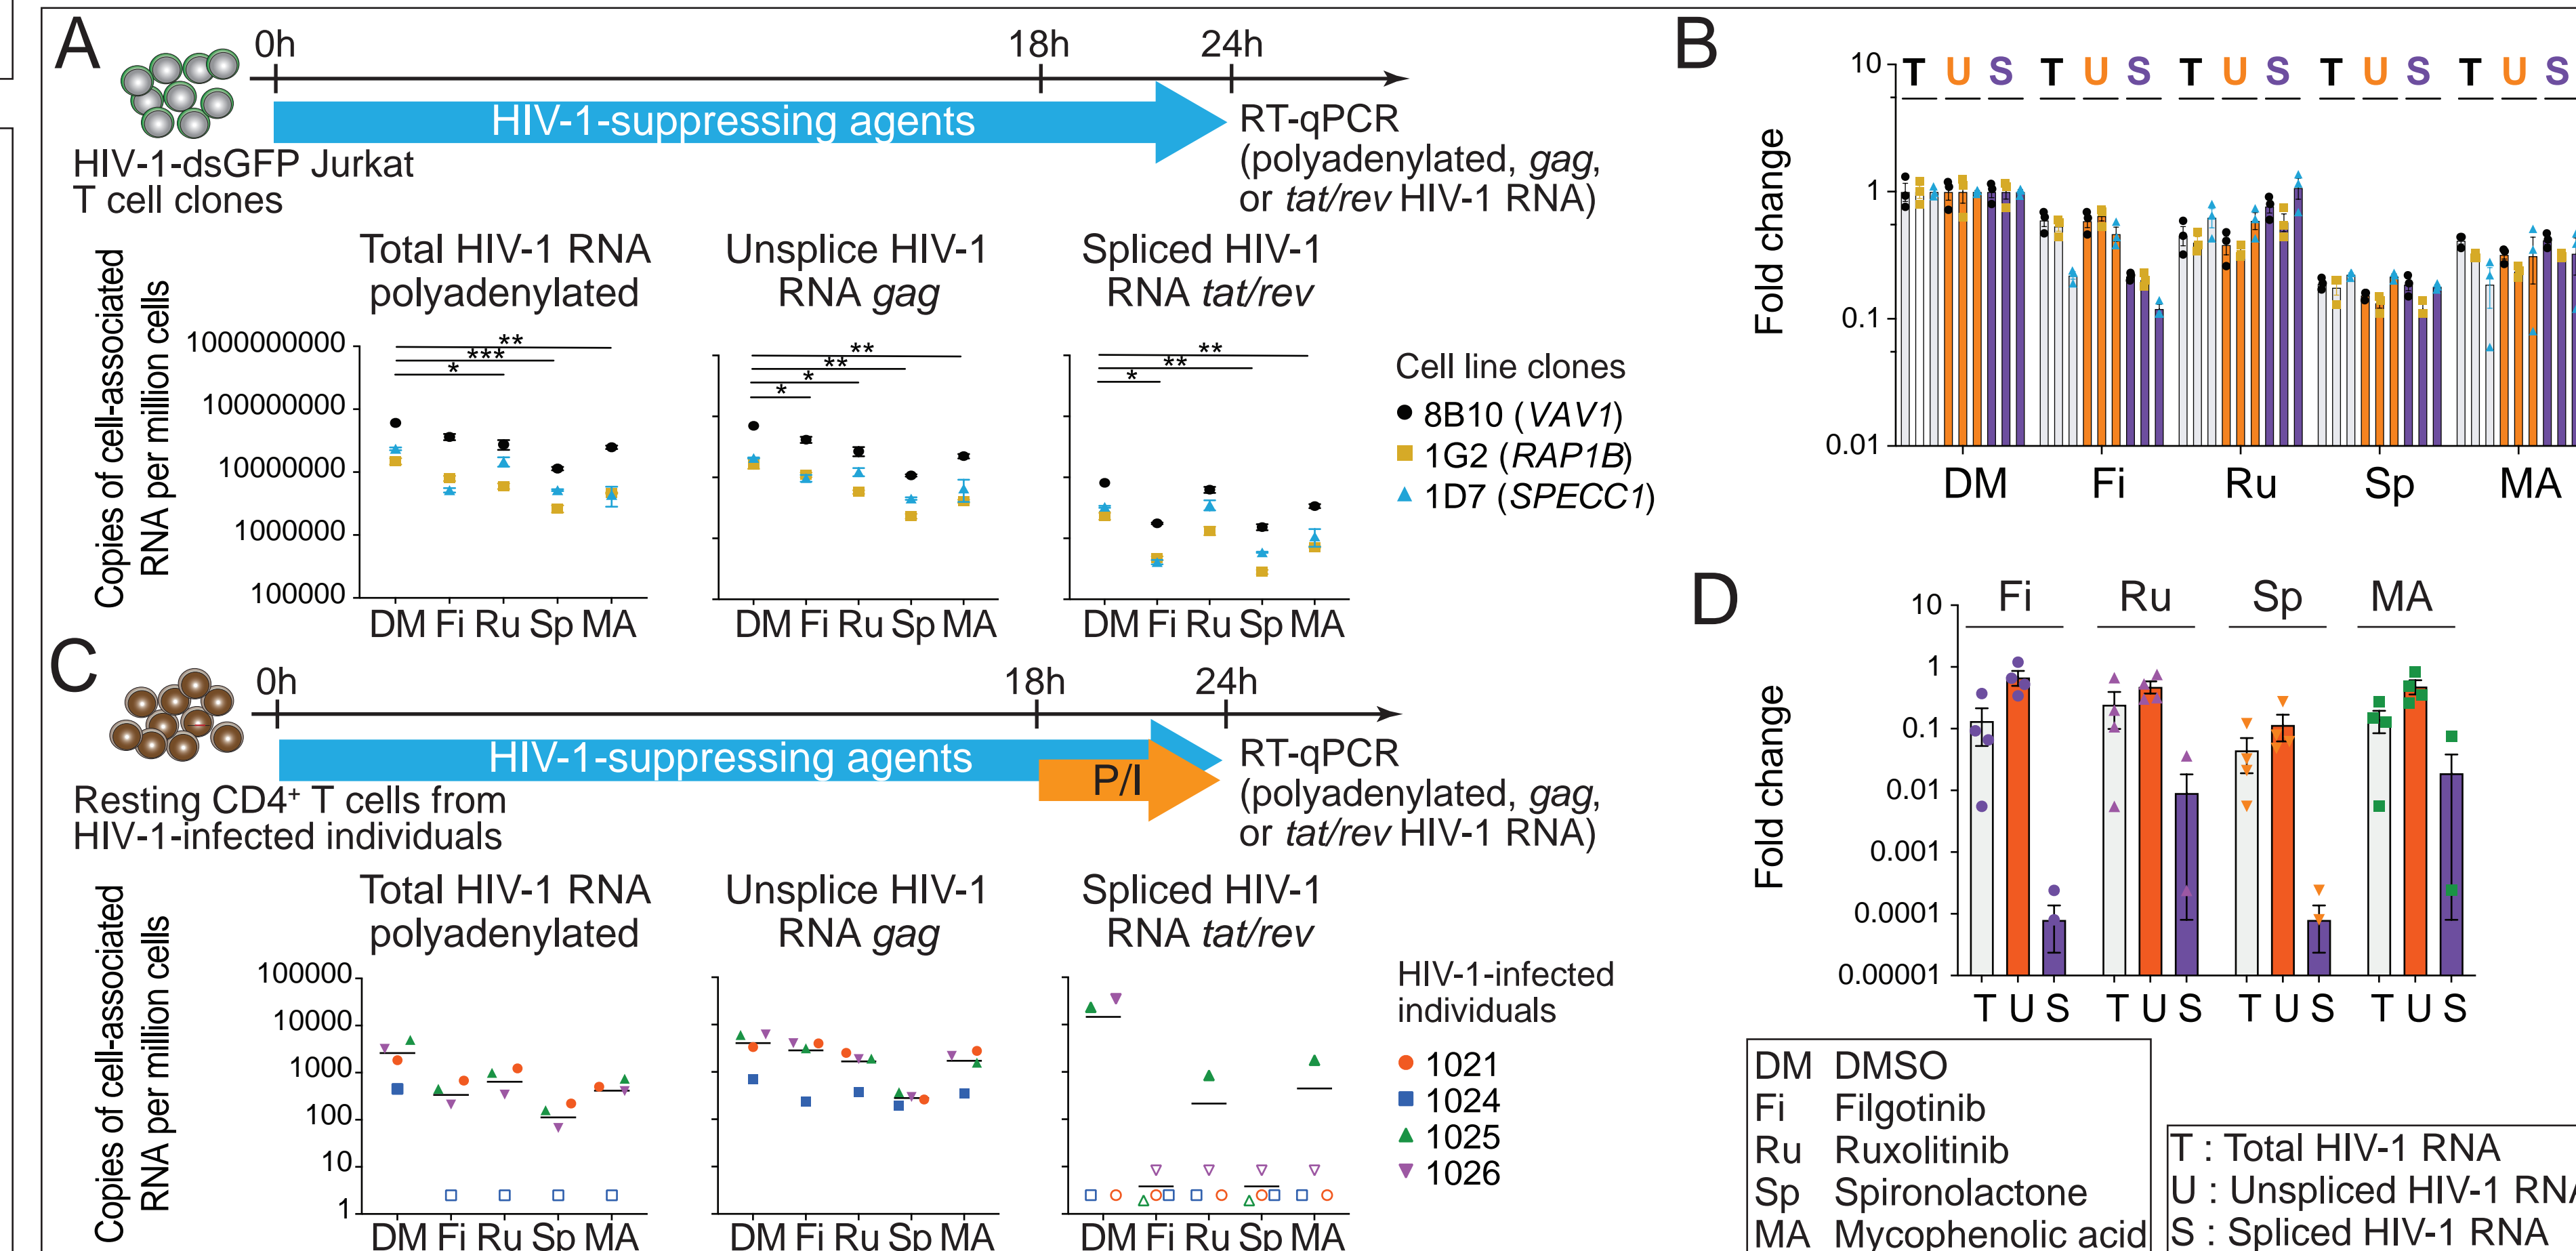 A
0h
18h
24h
HIV-1-suppressing agents
HIV-1-dsGFP Jurkat
T cell clones
RT-qPCR
(polyadenylated, gag,
or tat/rev HIV-1 RNA)
Copies of cell-associated
RNA per million cells
Total HIV-1 RNA
polyadenylated
1000000000
100000000
10000000
1000000
100000
**
***
*
DM Fi Ru Sp MA
Unsplice HIV-1
RNA gag
**
**
*
*
DM Fi Ru Sp MA
Spliced HIV-1
RNA tat/rev
**
**
*
DM Fi Ru Sp MA
Cell line clones
8B10 (VAV1)
1G2 (RAP1B)
1D7 (SPECC1)
B
Fold change
10
1
0.1
0.01
T U S T U S T U S T U S T U S
DM Fi Ru Sp MA
C
0h
18h
24h
HIV-1-suppressing agents
P/I
Resting CD4+ T cells from
HIV-1-infected individuals
RT-qPCR
(polyadenylated, gag,
or tat/rev HIV-1 RNA)
Copies of cell-associated
RNA per million cells
Total HIV-1 RNA
polyadenylated
100000
10000
1000
100
10
1
DM Fi Ru Sp MA
Unsplice HIV-1
RNA gag
DM Fi Ru Sp MA
Spliced HIV-1
RNA tat/rev
DM Fi Ru Sp MA
HIV-1-infected
individuals
1021
1024
1025
1026
D
Fold change
10
1
0.1
0.01
0.001
0.0001
0.00001
Fi Ru Sp MA
T U S T U S T U S T U S
DM DMSO
Fi Filgotinib
Ru Ruxolitinib
Sp Spironolactone
MA Mycophenolic acid
T : Total HIV-1 RNA
U : Unspliced HIV-1 RNA
S : Spliced HIV-1 RNA